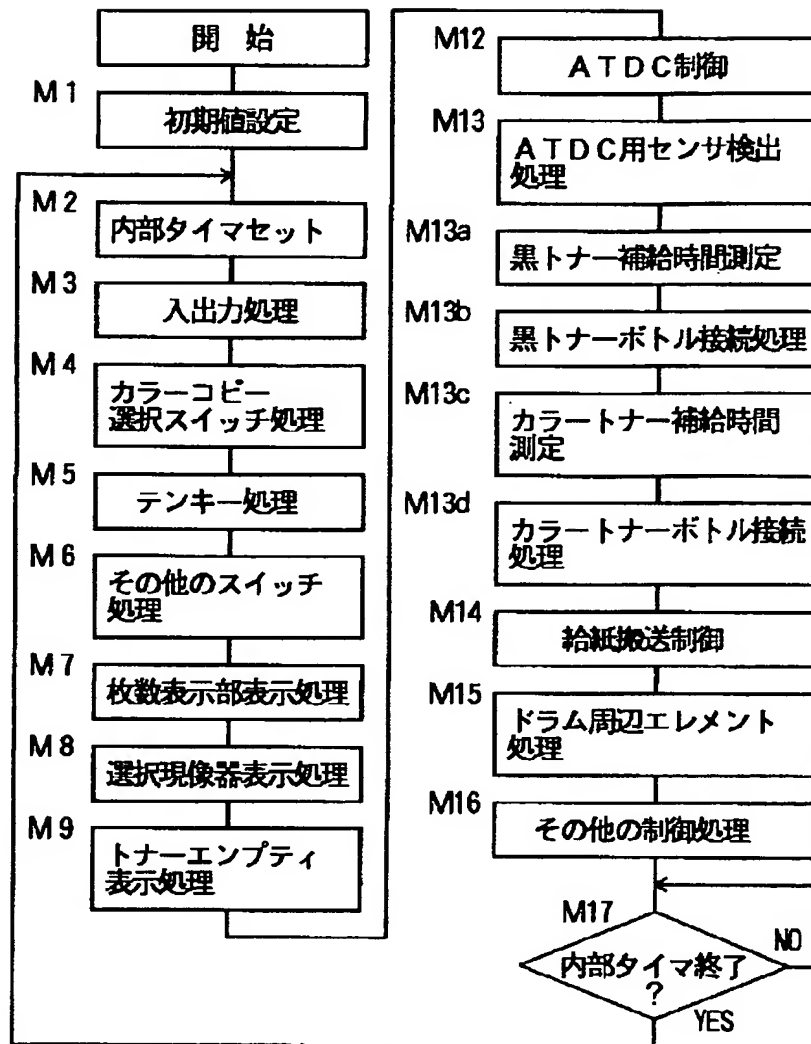 開 始
M1
初期値設定
M2
内部タイマセット
M3
入出力処理
M4
カラーコピー
選択スイッチ処理
M5
テンキー処理
M6
その他のスイッチ
処理
M7
枚数表示部表示処理
M8
選択現像器表示処理
M9
トナーエンプティ
表示処理
M12
ATDC制御
M13
ATDC用センサ検出
処理
M13a
黒トナー補給時間測定
M13b
黒トナーボトル接続処理
M13c
カラートナー補給時間
測定
M13d
カラートナーボトル接続
処理
M14
給紙搬送制御
M15
ドラム周辺エレメント
処理
M16
その他の制御処理
M17
内部タイマ終了
?
NO
YES